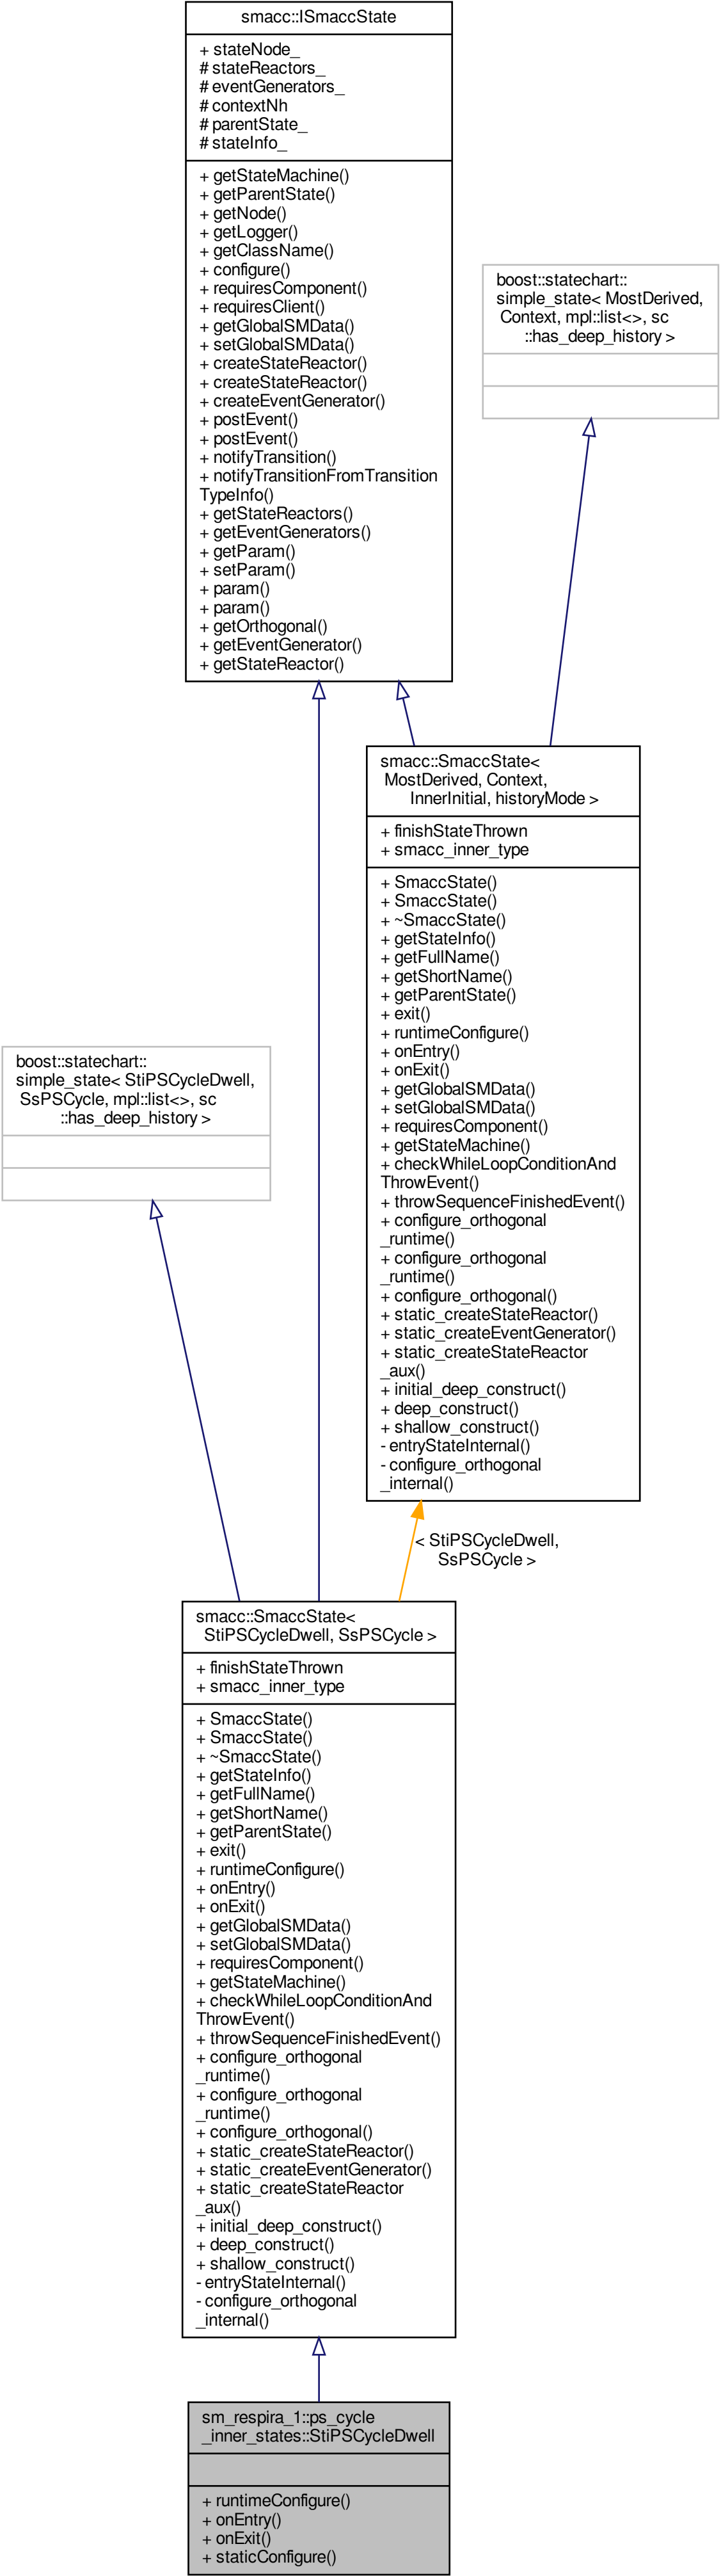 smacc::ISmaccState
+ stateNode_
# stateReactors_
# eventGenerators_
# contextNh
# parentState_
# stateInfo_
+ getStateMachine()
+ getParentState()
+ getNode()
+ getLogger()
+ getClassName()
+ configure()
+ requiresComponent()
+ requiresClient()
+ getGlobalSMData()
+ setGlobalSMData()
+ createStateReactor()
+ createStateReactor()
+ createEventGenerator()
+ postEvent()
+ postEvent()
+ notifyTransition()
+ notifyTransitionFromTransition
TypeInfo()
+ getStateReactors()
+ getEventGenerators()
+ getParam()
+ setParam()
+ param()
+ param()
+ getOrthogonal()
+ getEventGenerator()
+ getStateReactor()
boost::statechart::
simple_state< MostDerived,
Context, mpl::list<>, sc
::has_deep_history >
smacc::SmaccState<
MostDerived, Context,
InnerInitial, historyMode >
+ finishStateThrown
+ smacc_inner_type
+ SmaccState()
+ SmaccState()
+ ~SmaccState()
+ getStateInfo()
+ getFullName()
+ getShortName()
+ getParentState()
+ exit()
+ runtimeConfigure()
+ onEntry()
+ onExit()
+ getGlobalSMData()
+ setGlobalSMData()
+ requiresComponent()
+ getStateMachine()
+ checkWhileLoopConditionAnd
ThrowEvent()
+ throwSequenceFinishedEvent()
+ configure_orthogonal
_runtime()
+ configure_orthogonal
_runtime()
+ configure_orthogonal()
+ static_createStateReactor()
+ static_createEventGenerator()
+ static_createStateReactor
_aux()
+ initial_deep_construct()
+ deep_construct()
+ shallow_construct()
- entryStateInternal()
- configure_orthogonal
_internal()
boost::statechart::
simple_state< StiPSCycleDwell,
SsPSCycle, mpl::list<>, sc
::has_deep_history >
< StiPSCycleDwell,
SsPSCycle >
smacc::SmaccState<
StiPSCycleDwell, SsPSCycle >
+ finishStateThrown
+ smacc_inner_type
+ SmaccState()
+ SmaccState()
+ ~SmaccState()
+ getStateInfo()
+ getFullName()
+ getShortName()
+ getParentState()
+ exit()
+ runtimeConfigure()
+ onEntry()
+ onExit()
+ getGlobalSMData()
+ setGlobalSMData()
+ requiresComponent()
+ getStateMachine()
+ checkWhileLoopConditionAnd
ThrowEvent()
+ throwSequenceFinishedEvent()
+ configure_orthogonal
_runtime()
+ configure_orthogonal
_runtime()
+ configure_orthogonal()
+ static_createStateReactor()
+ static_createEventGenerator()
+ static_createStateReactor
_aux()
+ initial_deep_construct()
+ deep_construct()
+ shallow_construct()
- entryStateInternal()
- configure_orthogonal
_internal()
sm_respira_1::ps_cycle
_inner_states::StiPSCycleDwell
+ runtimeConfigure()
+ onEntry()
+ onExit()
+ staticConfigure()